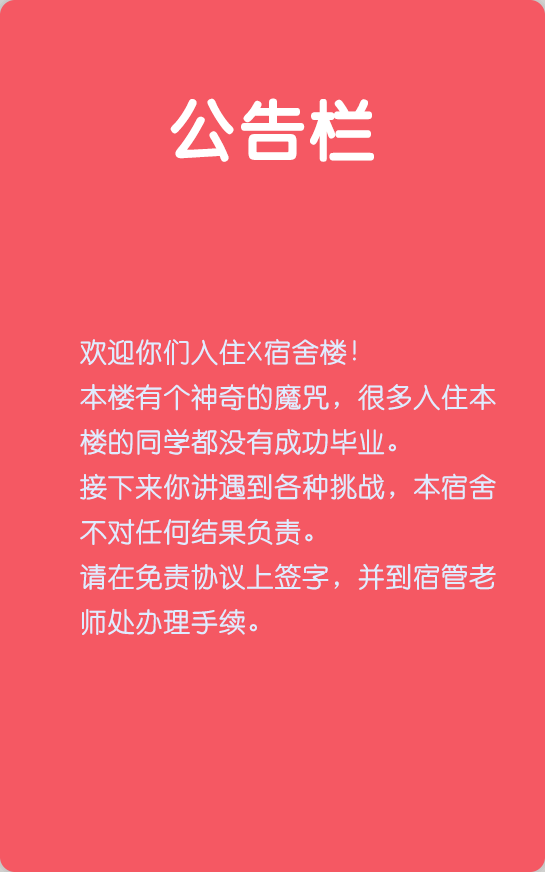 公告栏
欢迎你们入住X宿舍楼！
本楼有个神奇的魔咒，很多入住本
楼的同学都没有成功毕业。
接下来你讲遇到各种挑战，本宿舍
不对任何结果负责。
请在免责协议上签字，并到宿管老
师处办理手续。